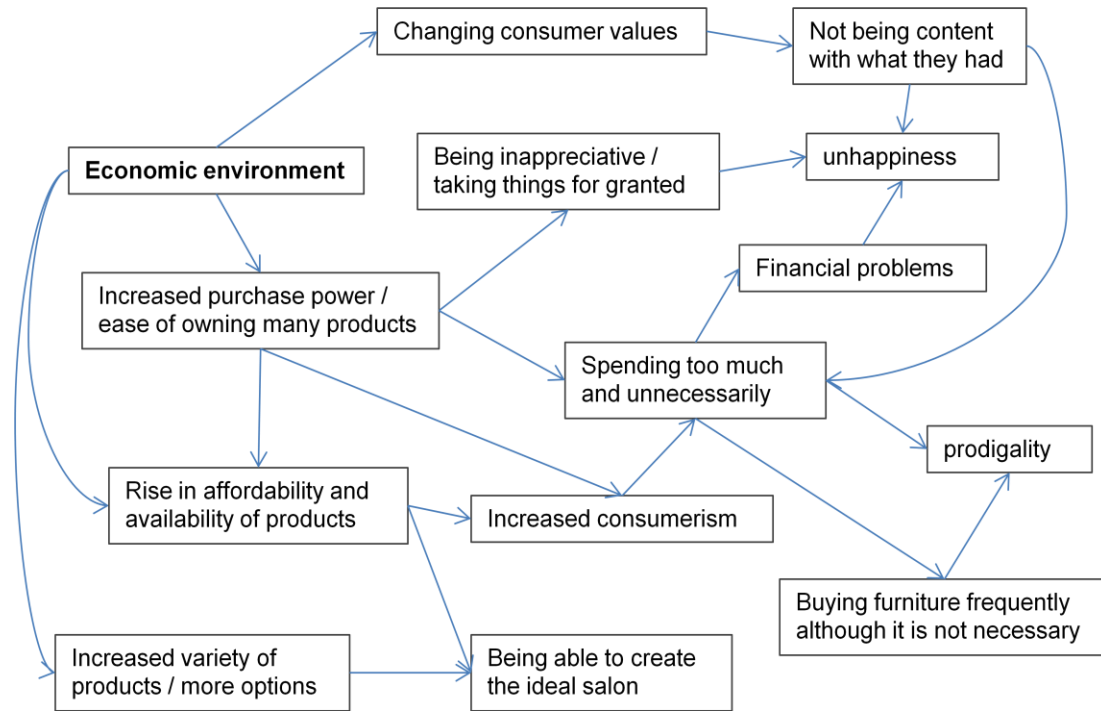 Changing consumer values
Not being content
with what they had
Economic environment
Being inappreciative /
taking things for granted
unhappiness
Financial problems
Increased purchase power /
ease of owning many products
Spending too much
and unnecessarily
prodigality
Rise in affordability and
availability of products
Increased consumerism
Buying furniture frequently
although it is not necessary
Increased variety of
products / more options
Being able to create
the ideal salon